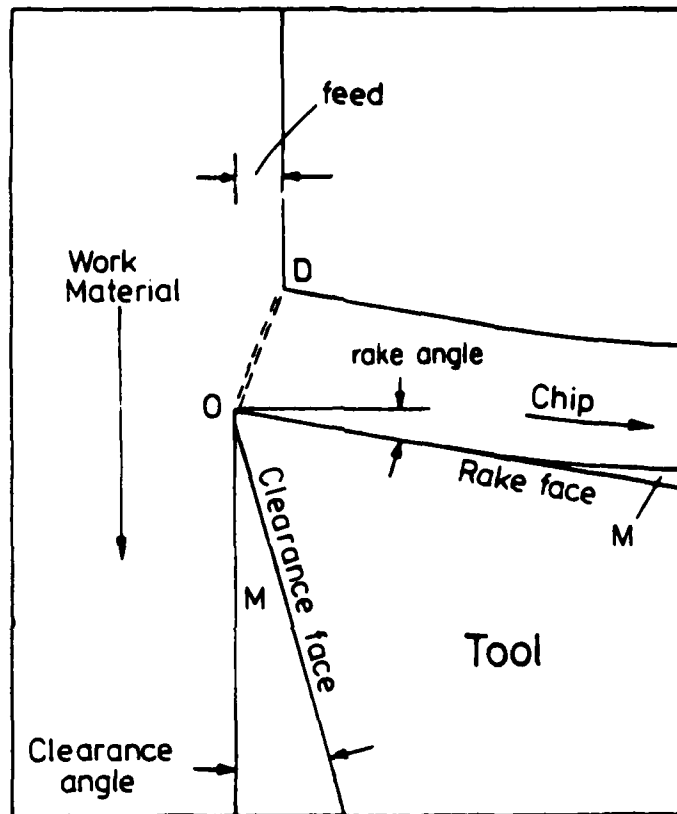 feed
Work
Material
D
rake angle
O
Chip
Rake face
M
Clearance face
M
Tool
Clearance
angle